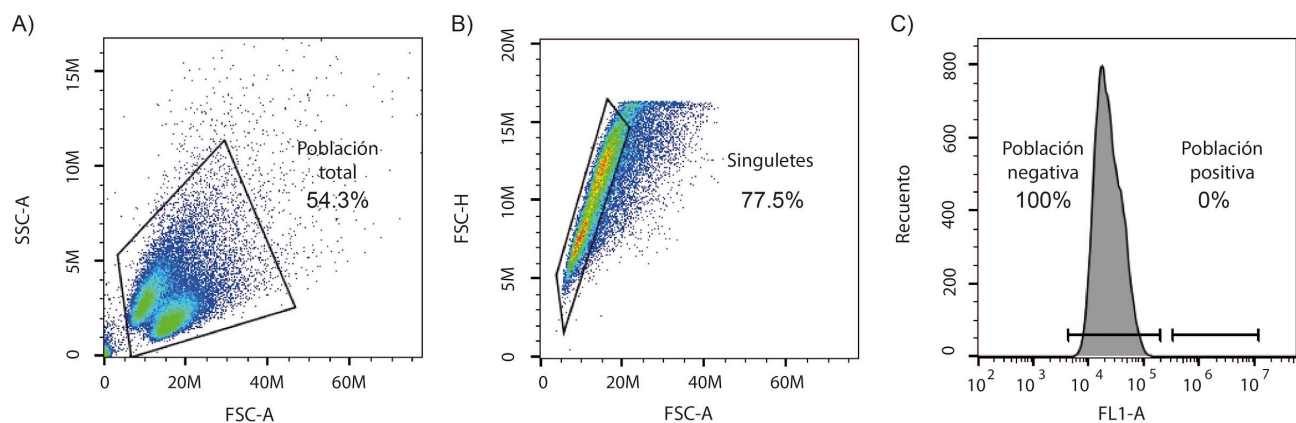 A)
SSC-A
15M
10M
5M
0
Población
total
54.3%
0
20M
40M
60M
FSC-A
B)
FSC-H
20M
15M
10M
5M
0
Singuletes
77.5%
0
20M
40M
60M
FSC-A
C)
Recuento
800
600
400
200
0
Población
negativa
100%
Población
positiva
0%
10^2
10^3
10^4
10^5
10^6
10^7
FL1-A